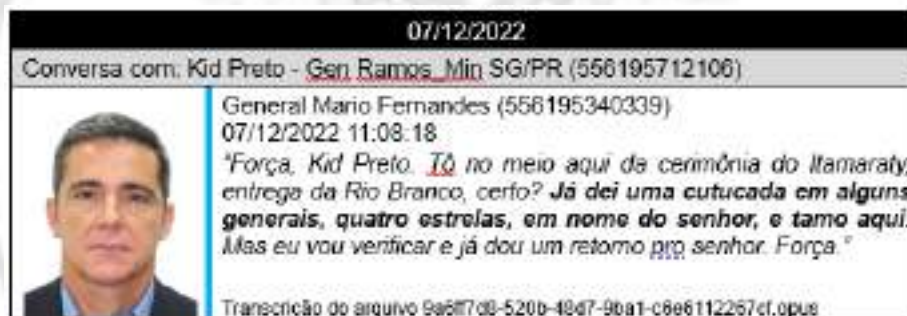 07/12/2022
Conversa com: Kid Preto - Gen Ramos_Min SG/PR (556195712106)
General Mario Fernandes (556195340339)
07/12/2022 11:08:18
"Força, Kid Preto. Tô no meio aqui da cerimônia do Itamaraty,
entrega da Rio Branco, certo? Já dei uma cutucada em alguns
generais, quatro estrelas, em nome do senhor, e tamo aqui.
Mas eu vou verificar e já dou um retorno pro senhor. Força."
Transcrição do arquivo 9a6ff7d8-520b-48d7-9ba1-c6e6112267cf.opus